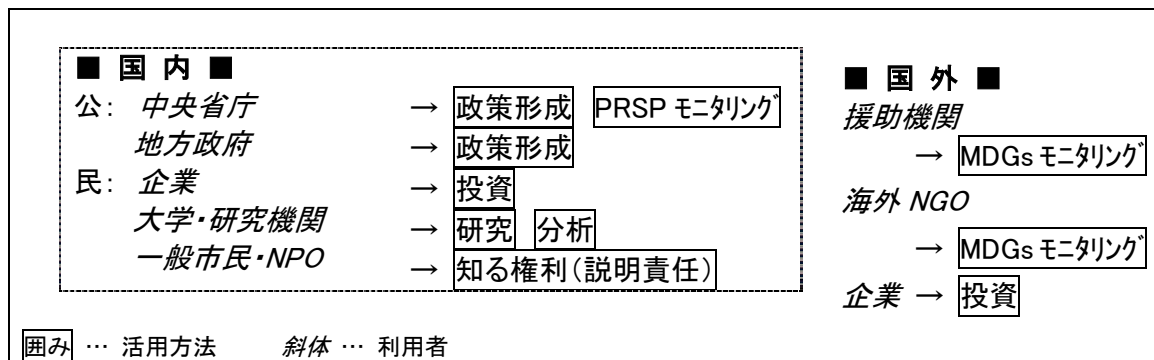 ■ 国 内 ■
公： 中央省庁 → 政策形成 PRSP ﾓﾆﾀﾘﾝｸﾞ
地方政府 → 政策形成
民： 企業 → 投資
大学・研究機関 → 研究 分析
一般市民・NPO → 知る権利（説明責任）
■ 国 外 ■
援助機関
→ MDGs ﾓﾆﾀﾘﾝｸﾞ
海外 NGO
→ MDGs ﾓﾆﾀﾘﾝｸﾞ
企業 → 投資
囲み … 活用方法 斜体 … 利用者